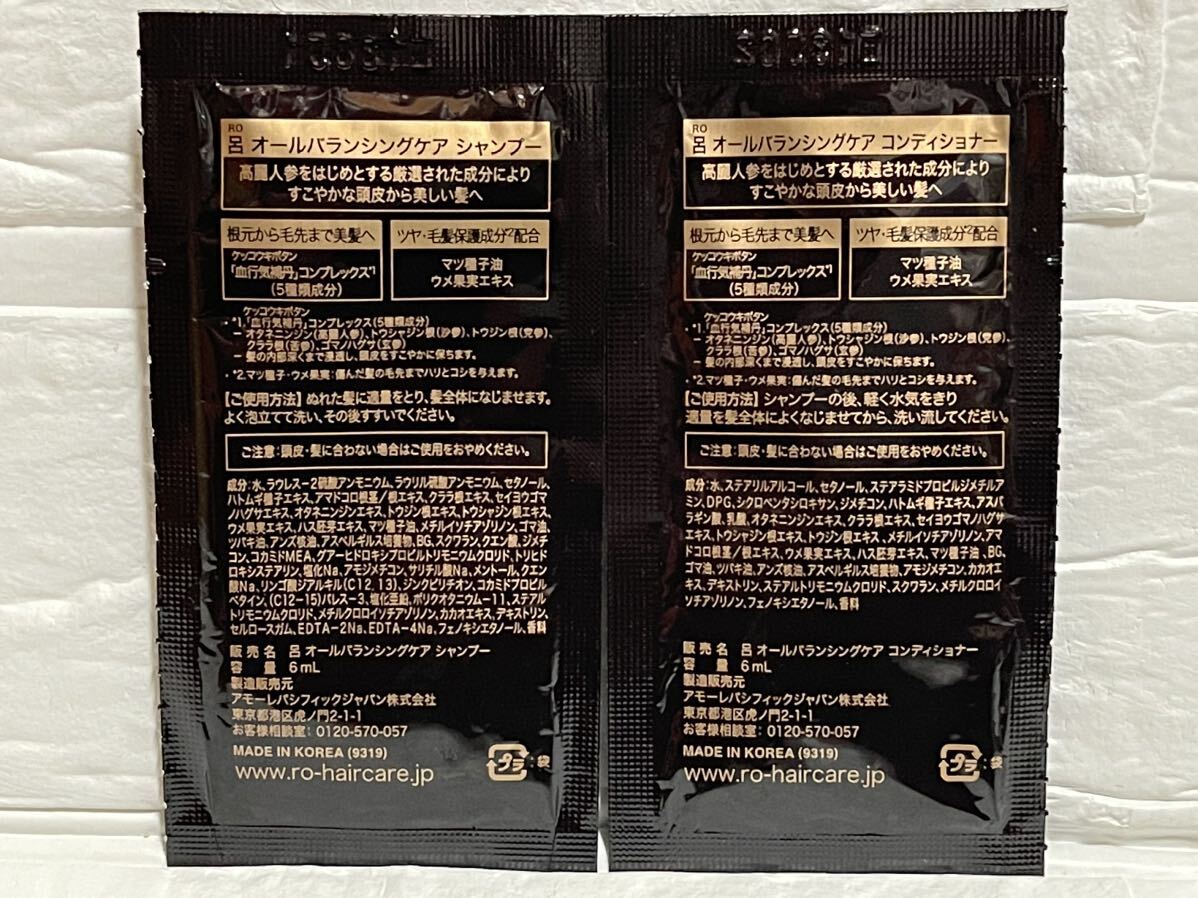 RO
呂 オールバランシングケア シャンプー
高麗人参をはじめとする厳選された成分により
すこやかな頭皮から美しい髪へ
根元から毛先まで美髪へ
ケッコウキボタン
「血行気補丹」コンプレックス*1
(5種類成分)
ツヤ・毛髪保護成分*2配合
マツ種子油
ウメ果実エキス
ケッコウキボタン
・*1.「血行気補丹」コンプレックス(5種類成分)
– オタネニンジン(高麗人参)、トウシャジン根(沙参)、トウジン根(党参)、
クララ根(苦参)、ゴマノハグサ(玄参)
– 髪の内部深くまで浸透し、頭皮をすこやかに保ちます。
・*2.マツ種子・ウメ果実:傷んだ髪の毛先までハリとコシを与えます。
【ご使用方法】ぬれた髪に適量をとり、髪全体になじませます。
よく泡立てて洗い、その後すすいでください。
ご注意:頭皮・髪に合わない場合はご使用をおやめください。
成分:水、ラウレス-2硫酸アンモニウム、ラウリル硫酸アンモニウム、セタノール、
ハトムギ種子エキス、アマドコロ根茎/根エキス、クララ根エキス、セイヨウゴマ
ノハグサエキス、オタネニンジンエキス、トウジン根エキス、トウシャジン根エキス、
ウメ果実エキス、ハス胚芽エキス、マツ種子油、メチルイソチアゾリノン、ゴマ油、
ツバキ油、アンズ核油、アスペルギルス培養物、BG、スクワラン、クエン酸、ジメチ
コン、コカミドMEA、グアーヒドロキシプロピルトリモニウムクロリド、トリヒド
ロキシステアリン、塩化Na、アモジメチコン、サリチル酸Na、メントール、クエン
酸Na、リンゴ酸ジアルキル(C12,13)、ジンクピリチオン、コカミドプロピル
ベタイン、(C12-15)パレス-3、塩化亜鉛、ポリクオタニウム-11、ステアル
トリモニウムクロリド、メチルクロロイソチアゾリノン、カカオエキス、デキストリン、
セルロースガム、EDTA-2Na、EDTA-4Na、フェノキシエタノール、香料
販売名 呂 オールバランシングケア シャンプー
容量 6mL
製造販売元
アモーレパシフィックジャパン株式会社
東京都港区虎ノ門2-1-1
お客様相談室: 0120-570-057
MADE IN KOREA (9319)
www.ro-haircare.jp
プラ :袋
RO
呂 オールバランシングケア コンディショナー
高麗人参をはじめとする厳選された成分により
すこやかな頭皮から美しい髪へ
根元から毛先まで美髪へ
ケッコウキボタン
「血行気補丹」コンプレックス*1
(5種類成分)
ツヤ・毛髪保護成分*2配合
マツ種子油
ウメ果実エキス
ケッコウキボタン
・*1.「血行気補丹」コンプレックス(5種類成分)
– オタネニンジン(高麗人参)、トウシャジン根(沙参)、トウジン根(党参)、
クララ根(苦参)、ゴマノハグサ(玄参)
– 髪の内部深くまで浸透し、頭皮をすこやかに保ちます。
・*2.マツ種子・ウメ果実:傷んだ髪の毛先までハリとコシを与えます。
【ご使用方法】シャンプーの後、軽く水気をきり
適量を髪全体によくなじませてから、洗い流してください。
ご注意:頭皮・髪に合わない場合はご使用をおやめください。
成分:水、ステアリルアルコール、セタノール、ステアラミドプロピルジメチルア
ミン、DPG、シクロペンタシロキサン、ジメチコン、ハトムギ種子エキス、アスパ
ラギン酸、乳酸、オタネニンジンエキス、クララ根エキス、セイヨウゴマノハグサ
エキス、トウシャジン根エキス、トウジン根エキス、メチルイソチアゾリノン、アマ
ドコロ根茎/根エキス、ウメ果実エキス、ハス胚芽エキス、マツ種子油、BG、
ゴマ油、ツバキ油、アンズ核油、アスペルギルス培養物、アモジメチコン、カカオエ
キス、デキストリン、ステアルトリモニウムクロリド、スクワラン、メチルクロロイ
ソチアゾリノン、フェノキシエタノール、香料
販売名 呂 オールバランシングケア コンディショナー
容量 6mL
製造販売元
アモーレパシフィックジャパン株式会社
東京都港区虎ノ門2-1-1
お客様相談室: 0120-570-057
MADE IN KOREA (9319)
www.ro-haircare.jp
プラ :袋